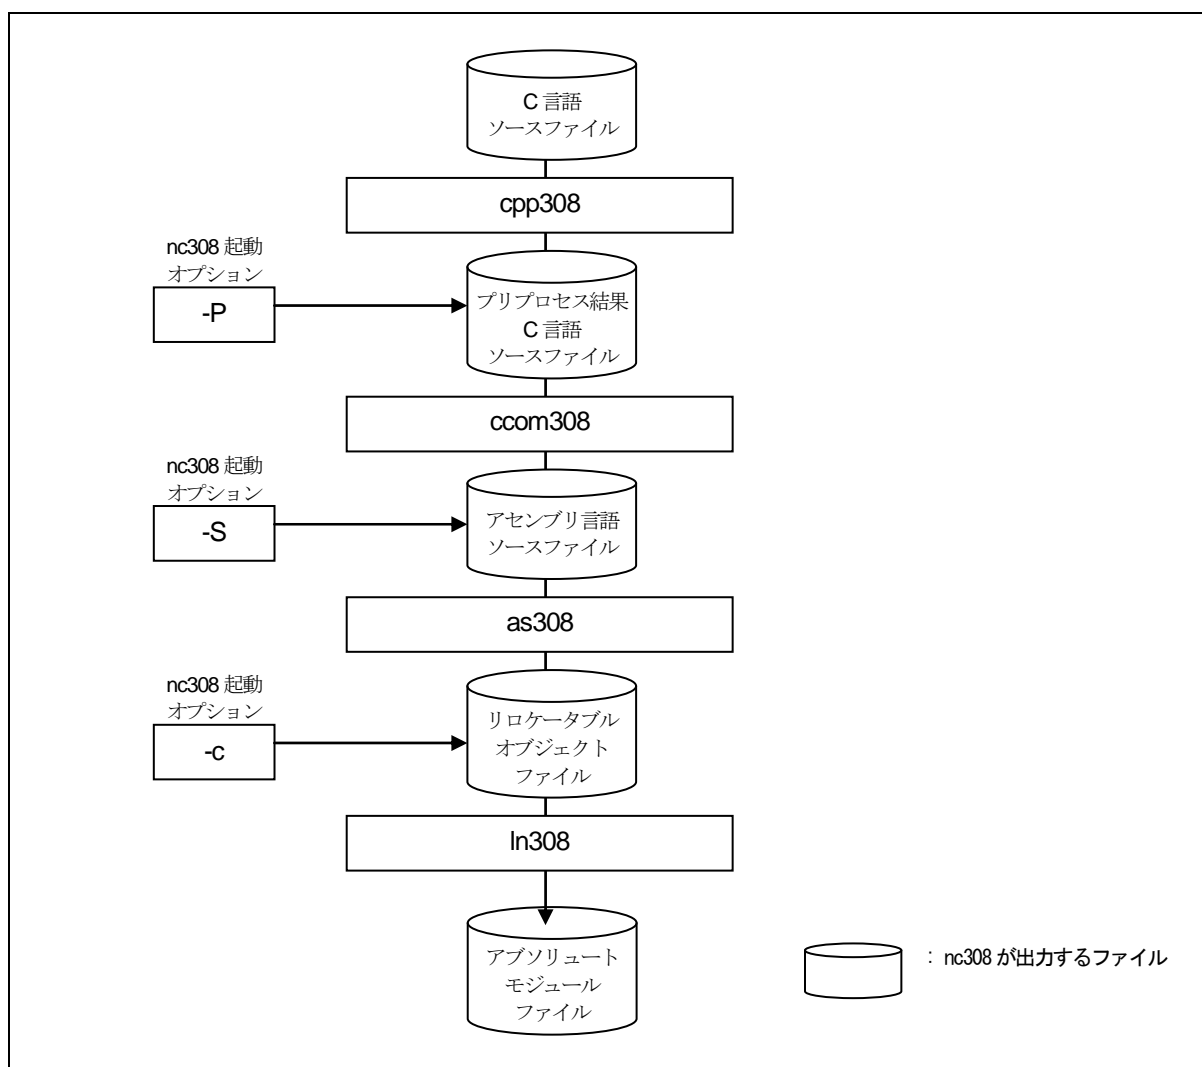 C 言語
ソースファイル
cpp308
nc308 起動
オプション
-P
プリプロセス結果
C 言語
ソースファイル
ccom308
nc308 起動
オプション
-S
アセンブリ言語
ソースファイル
as308
nc308 起動
オプション
-c
リロケータブル
オブジェクト
ファイル
ln308
アブソリュート
モジュール
ファイル
: nc308 が出力するファイル